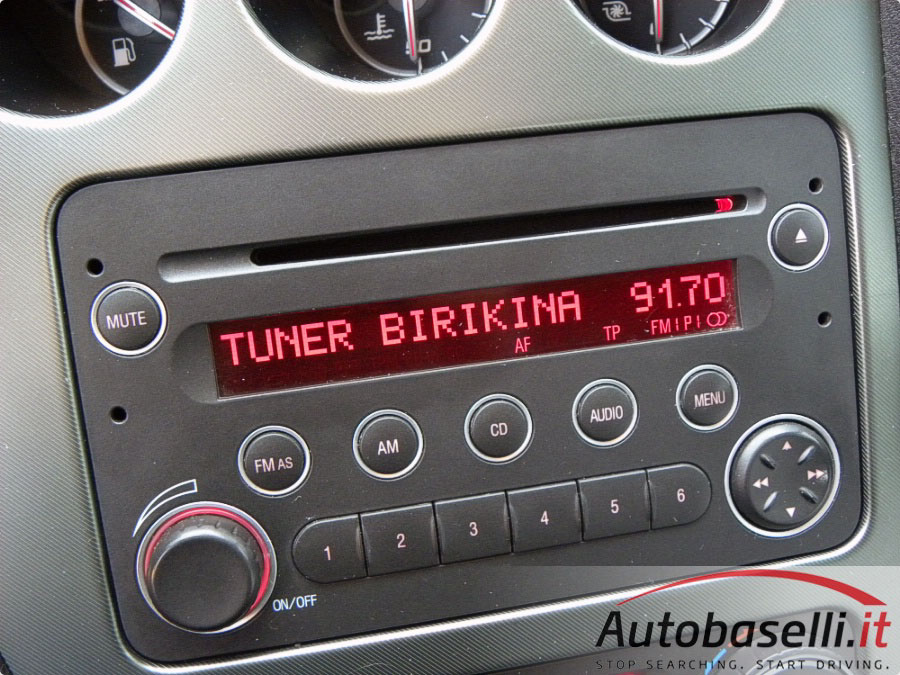 MUTE
TUNER BIRIKINA 91.70
AF TP FM IPI
FM AS AM CD AUDIO MENU
1 2 3 4 5 6
ON/OFF
Autobaselli.it
STOP SEARCHING. START DRIVING.